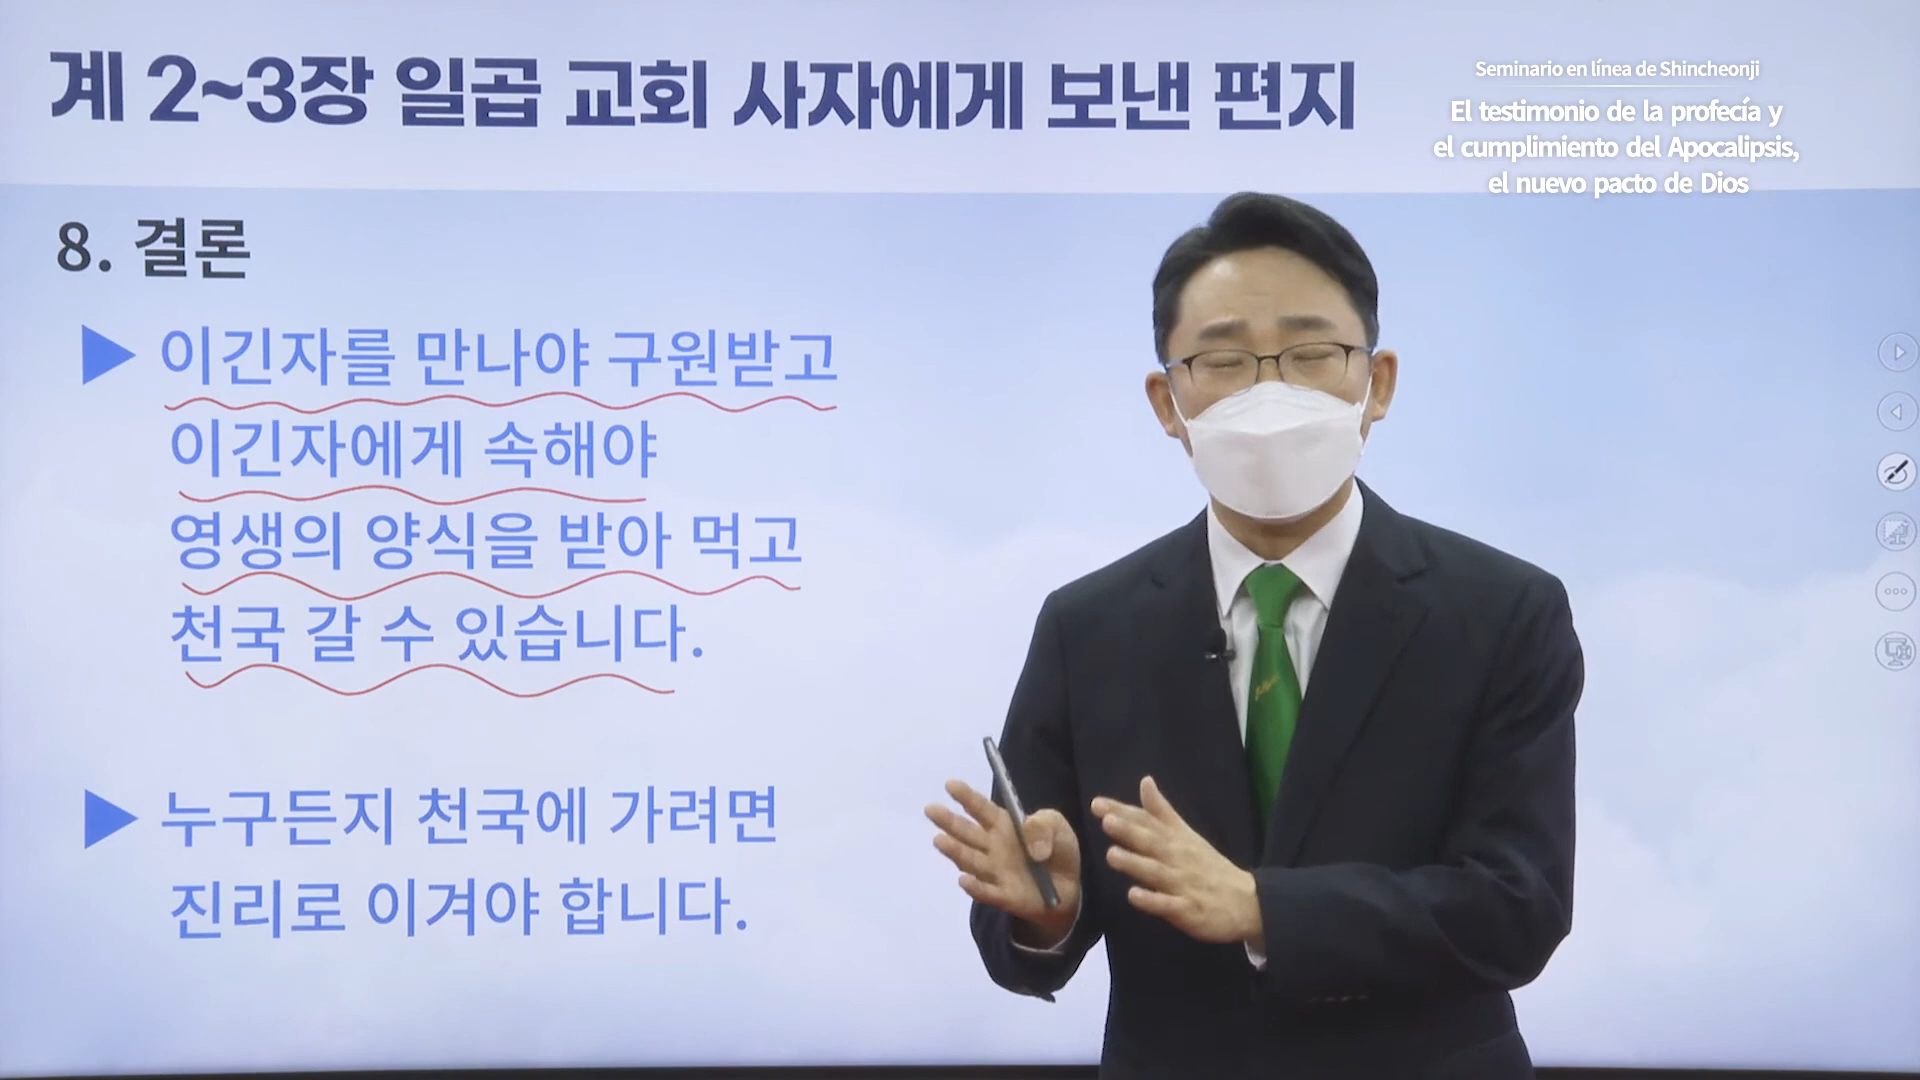 계 2~3장 일곱 교회 사자에게 보낸 편지
Seminario en línea de Shincheonji
El testimonio de la profecía y
el cumplimiento del Apocalipsis,
el nuevo pacto de Dios
8. 결론
▶ 이긴자를 만나야 구원받고
이긴자에게 속해야
영생의 양식을 받아 먹고
천국 갈 수 있습니다.
▶ 누구든지 천국에 가려면
진리로 이겨야 합니다.